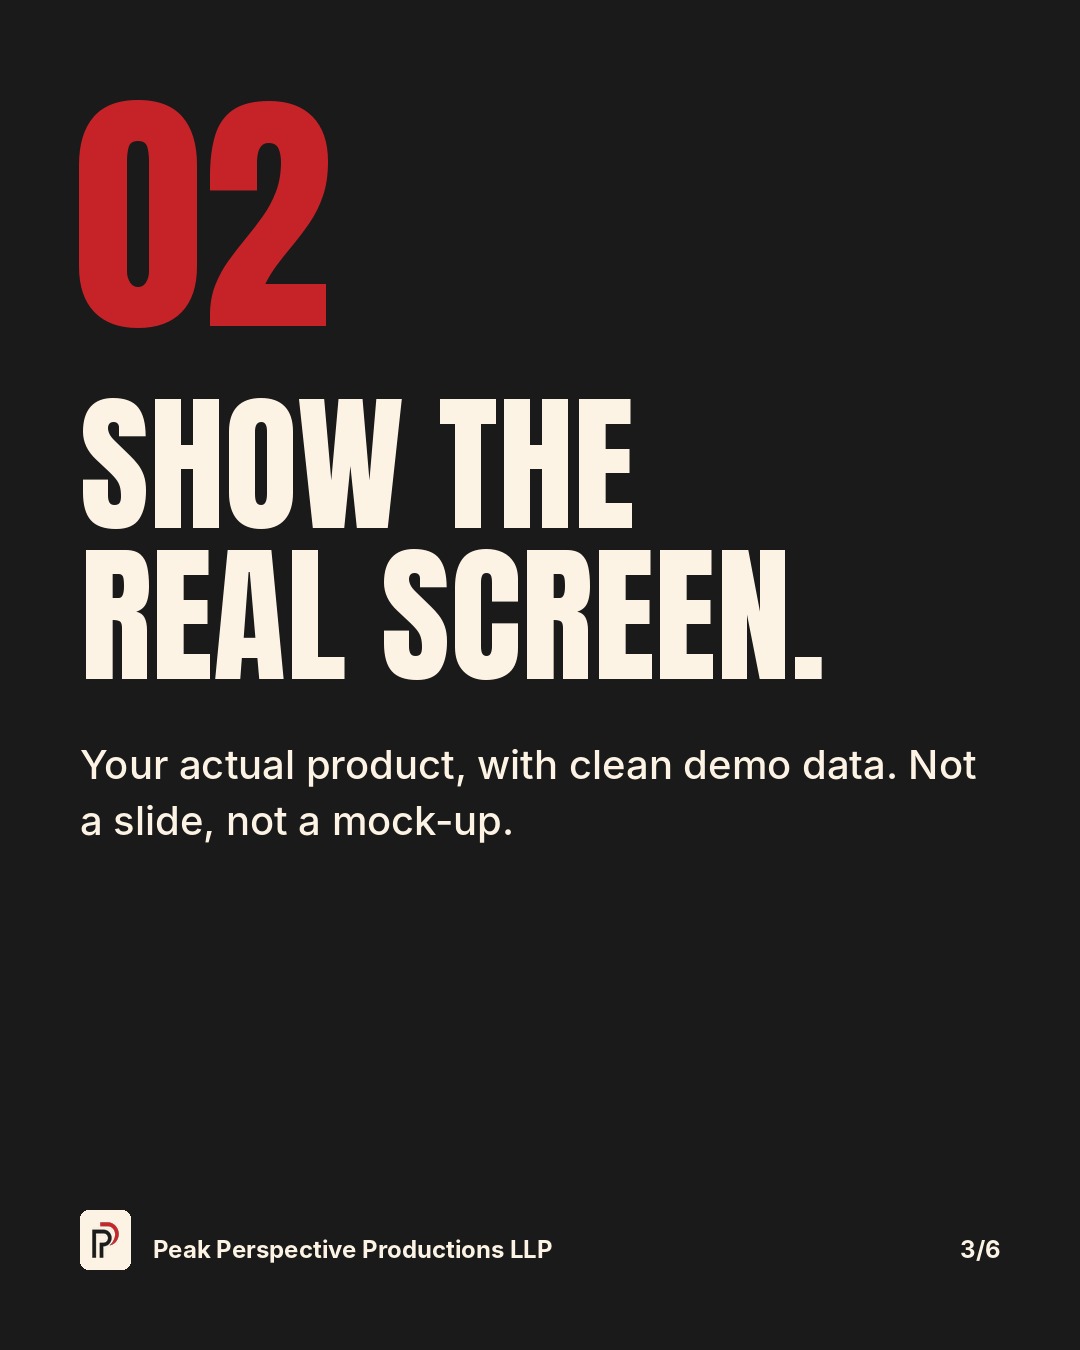 02
SHOW THE
REAL SCREEN.
Your actual product, with clean demo data. Not
a slide, not a mock-up.
Peak Perspective Productions LLP
3/6